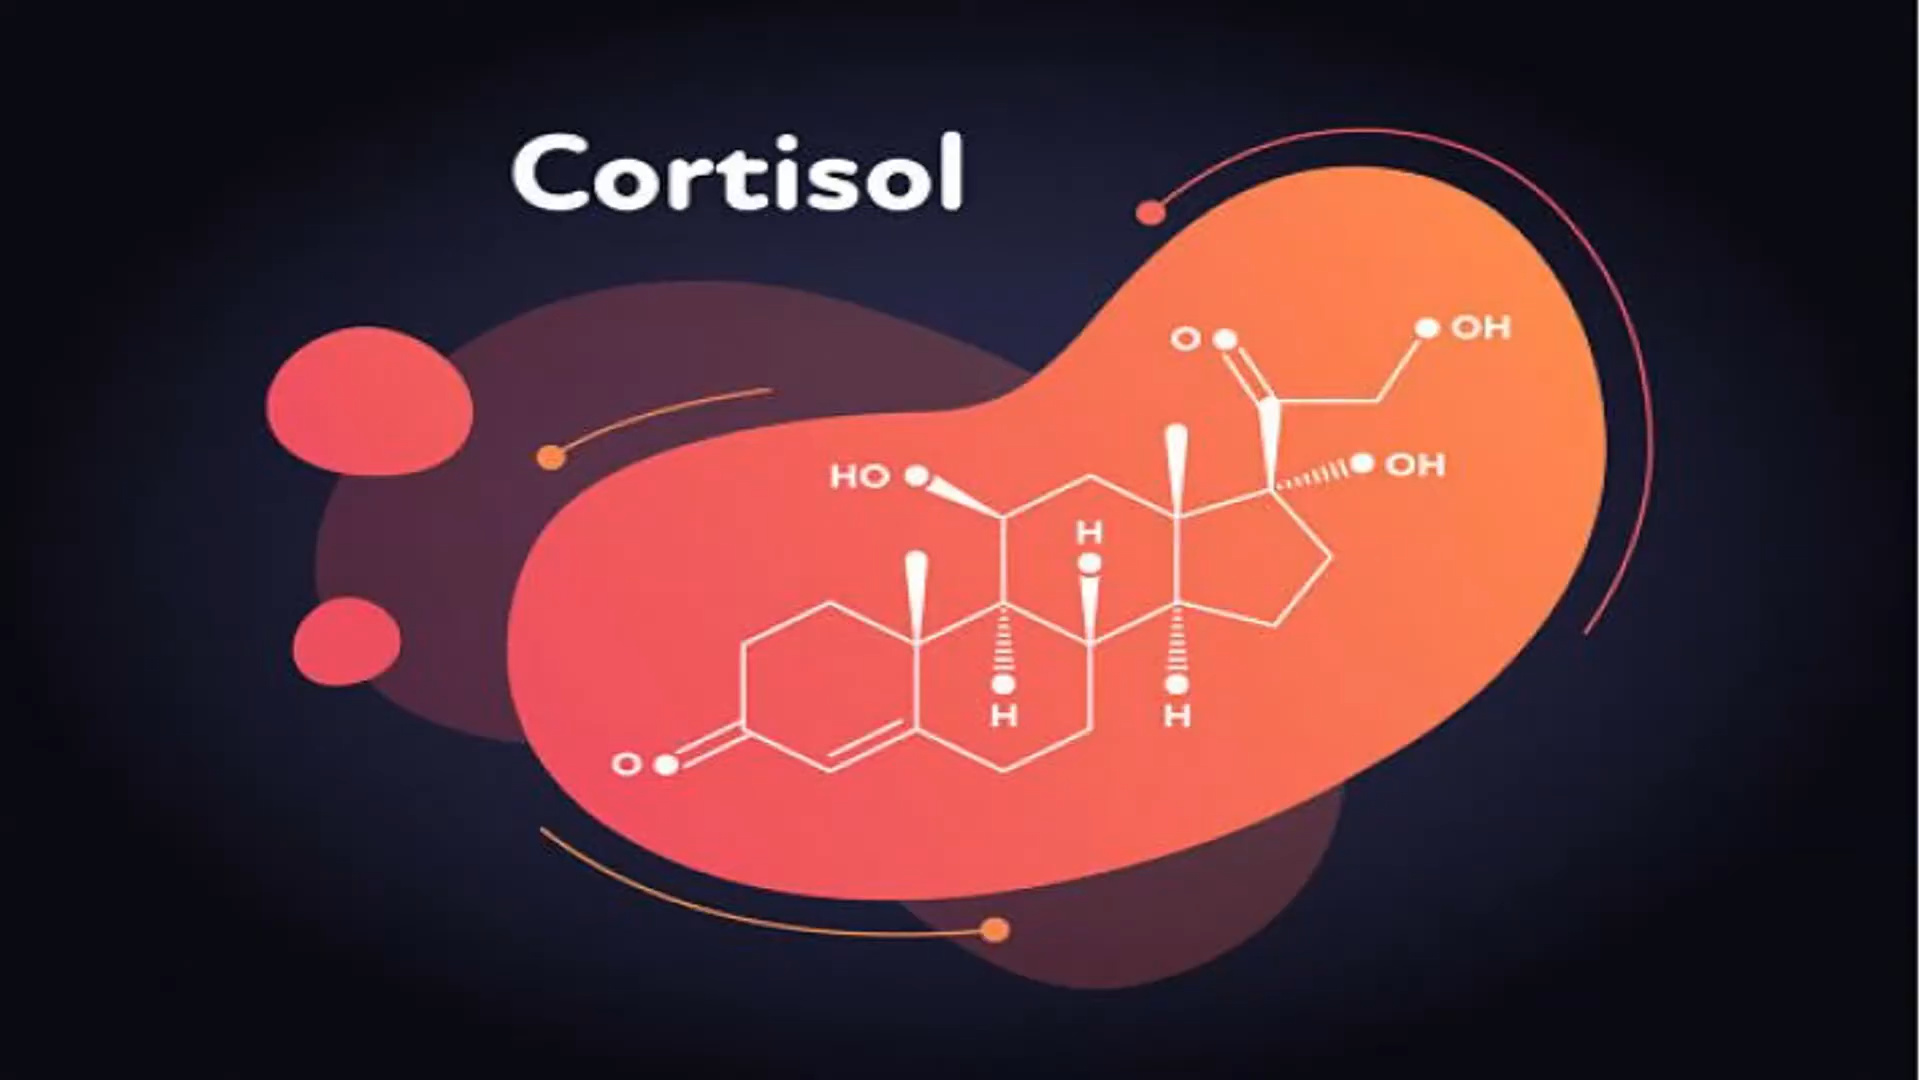 Cortisol
O OH
HO OH
H
H H
O